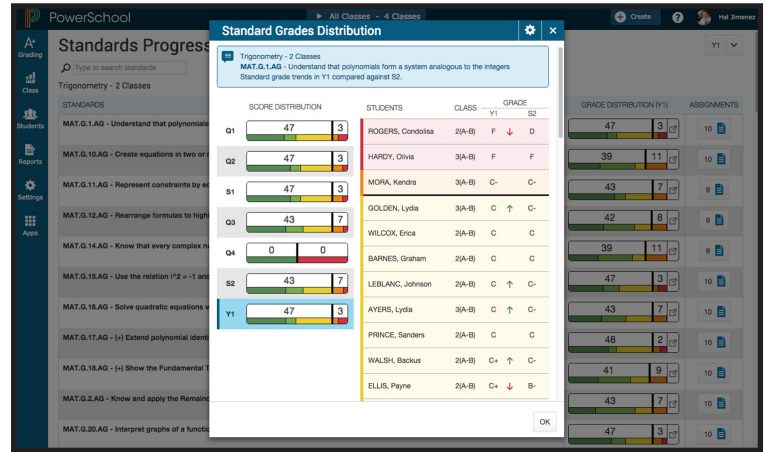 PowerSchool
All Classes - 4 Classes
Create
Hal Jimenez
Grading
Class
Students
Reports
Settings
Apps
Standards Progress
Y1
Type to search standards
Trigonometry - 2 Classes
STANDARDS
GRADE DISTRIBUTION (Y1)
ASSIGNMENTS
MAT.G.1.AG - Understand that polynomials
47 3 10
MAT.G.10.AG - Create equations in two or
39 11 10
MAT.G.11.AG - Represent constraints by
43 7 9
MAT.G.12.AG - Rearrange formulas to
42 8 9
MAT.G.14.AG - Know that every complex
39 11 9
MAT.G.15.AG - Use the relation i^2 = -1 and
47 3 10
MAT.G.16.AG - Solve quadratic equations
43 7 10
MAT.G.17.AG - (+) Extend polynomial
48 2 10
MAT.G.18.AG - (+) Show the Fundamental
41 9 10
MAT.G.2.AG - Know and apply the
43 7 10
MAT.G.20.AG - Interpret graphs of a
47 3 10
Standard Grades Distribution
Trigonometry - 2 Classes
MAT.G.1.AG - Understand that polynomials form a system analogous to the integers
Standard grade trends in Y1 compared against S2.
SCORE DISTRIBUTION
Q1 47 3
Q2 47 3
S1 47 3
Q3 43 7
Q4 0 0
S2 43 7
Y1 47 3
STUDENTS CLASS GRADE
Y1 S2
ROGERS, Condolisa 2(A-B) F D
HARDY, Olivia 3(A-B) F F
MORA, Kendra 3(A-B) C- C-
GOLDEN, Lydia 3(A-B) C C-
WILCOX, Erica 2(A-B) C C
BARNES, Graham 2(A-B) C C
LEBLANC, Johnson 2(A-B) C C-
AYERS, Lydia 3(A-B) C C-
PRINCE, Sanders 2(A-B) C C
WALSH, Backus 2(A-B) C+ C-
ELLIS, Payne 2(A-B) C+ B-
OK